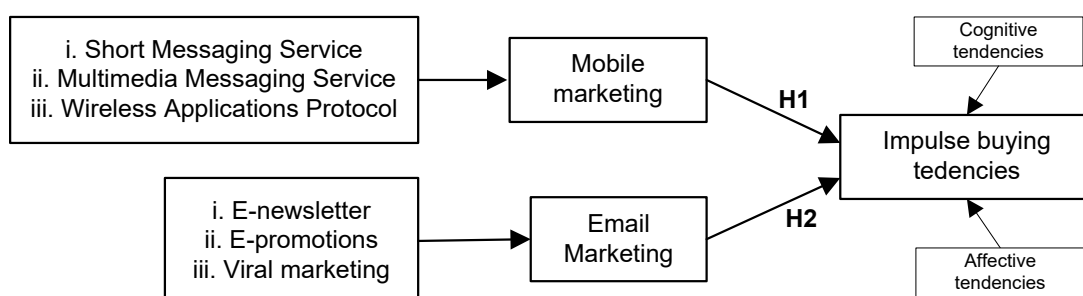 i. Short Messaging Service
ii. Multimedia Messaging Service
iii. Wireless Applications Protocol
Mobile
marketing
H1
Cognitive
tendencies
Impulse buying
tedencies
i. E-newsletter
ii. E-promotions
iii. Viral marketing
Email
Marketing
H2
Affective
tendencies